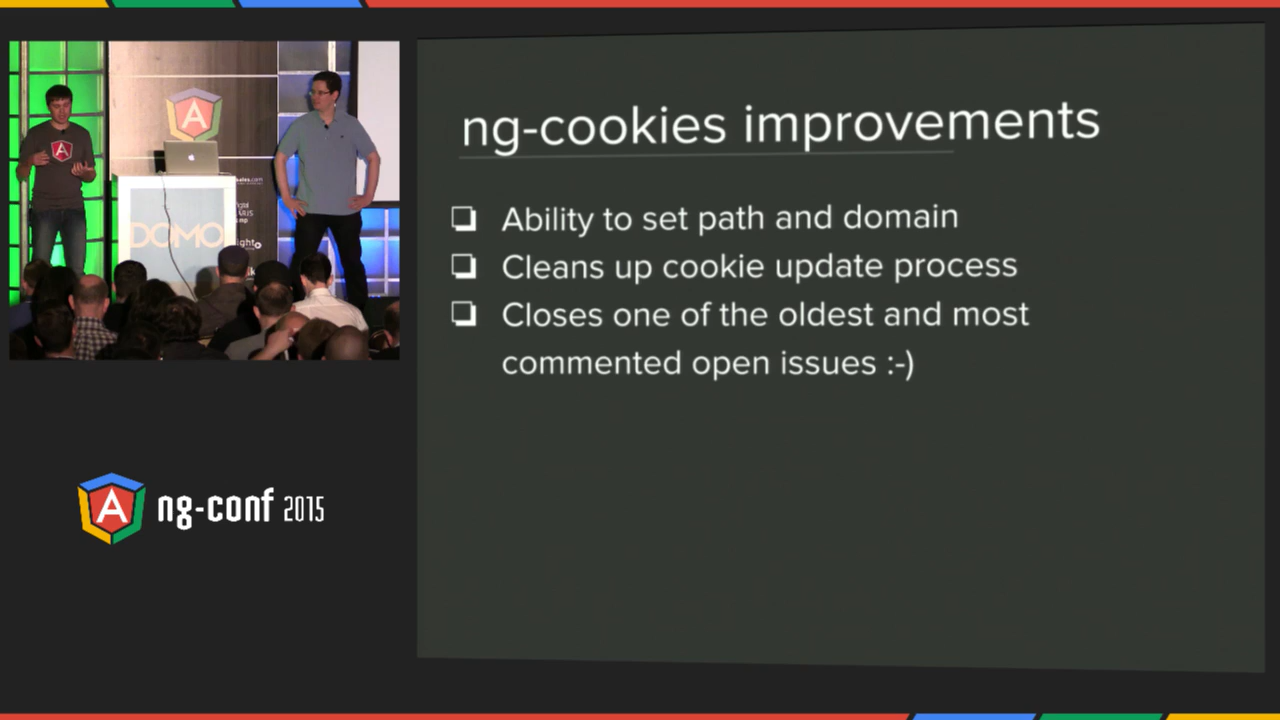 ng-cookies improvements
Ability to set path and domain
Cleans up cookie update process
Closes one of the oldest and most
commented open issues :-)
A
A
DOMO
A
ng-conf 2015